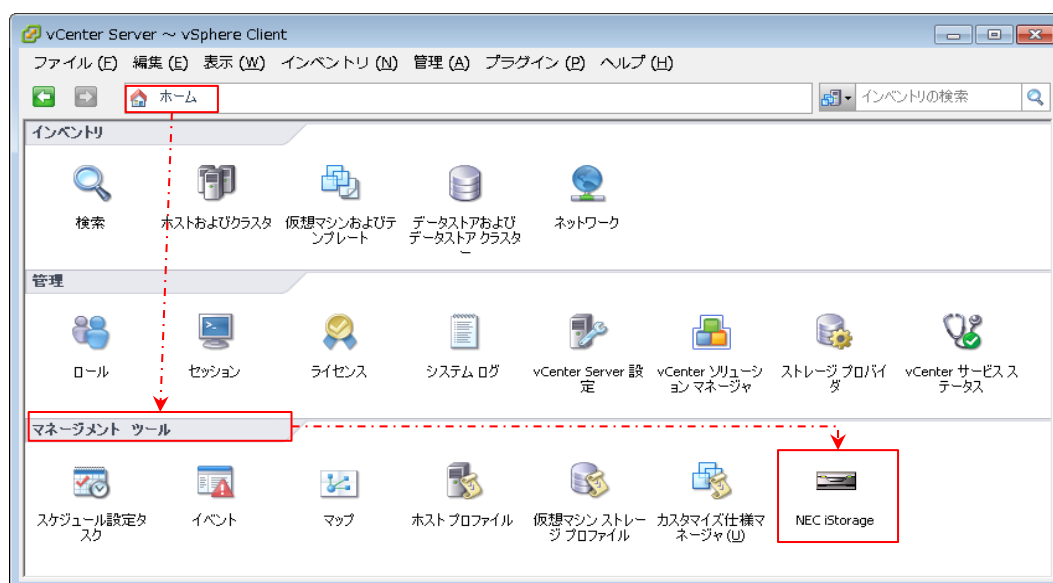 vCenter Server ～ vSphere Client
ファイル (F) 編集 (E) 表示 (W) インベントリ (N) 管理 (A) プラグイン (P) ヘルプ (H)
ホーム
インベントリの検索
インベントリ
検索
ホストおよびクラスタ
仮想マシンおよびテ
ンプレート
データストアおよび
データストア クラスタ
ー
ネットワーク
管理
ロール
セッション
ライセンス
システム ログ
vCenter Server 設
定
vCenter ソリューシ
ョン マネージャ
ストレージ プロバイ
ダ
vCenter サービス ス
テータス
マネージメント ツール
スケジュール設定タ
スク
イベント
マップ
ホスト プロファイル
仮想マシン ストレー
ジ プロファイル
カスタマイズ仕様マ
ネージャ (U)
NEC iStorage